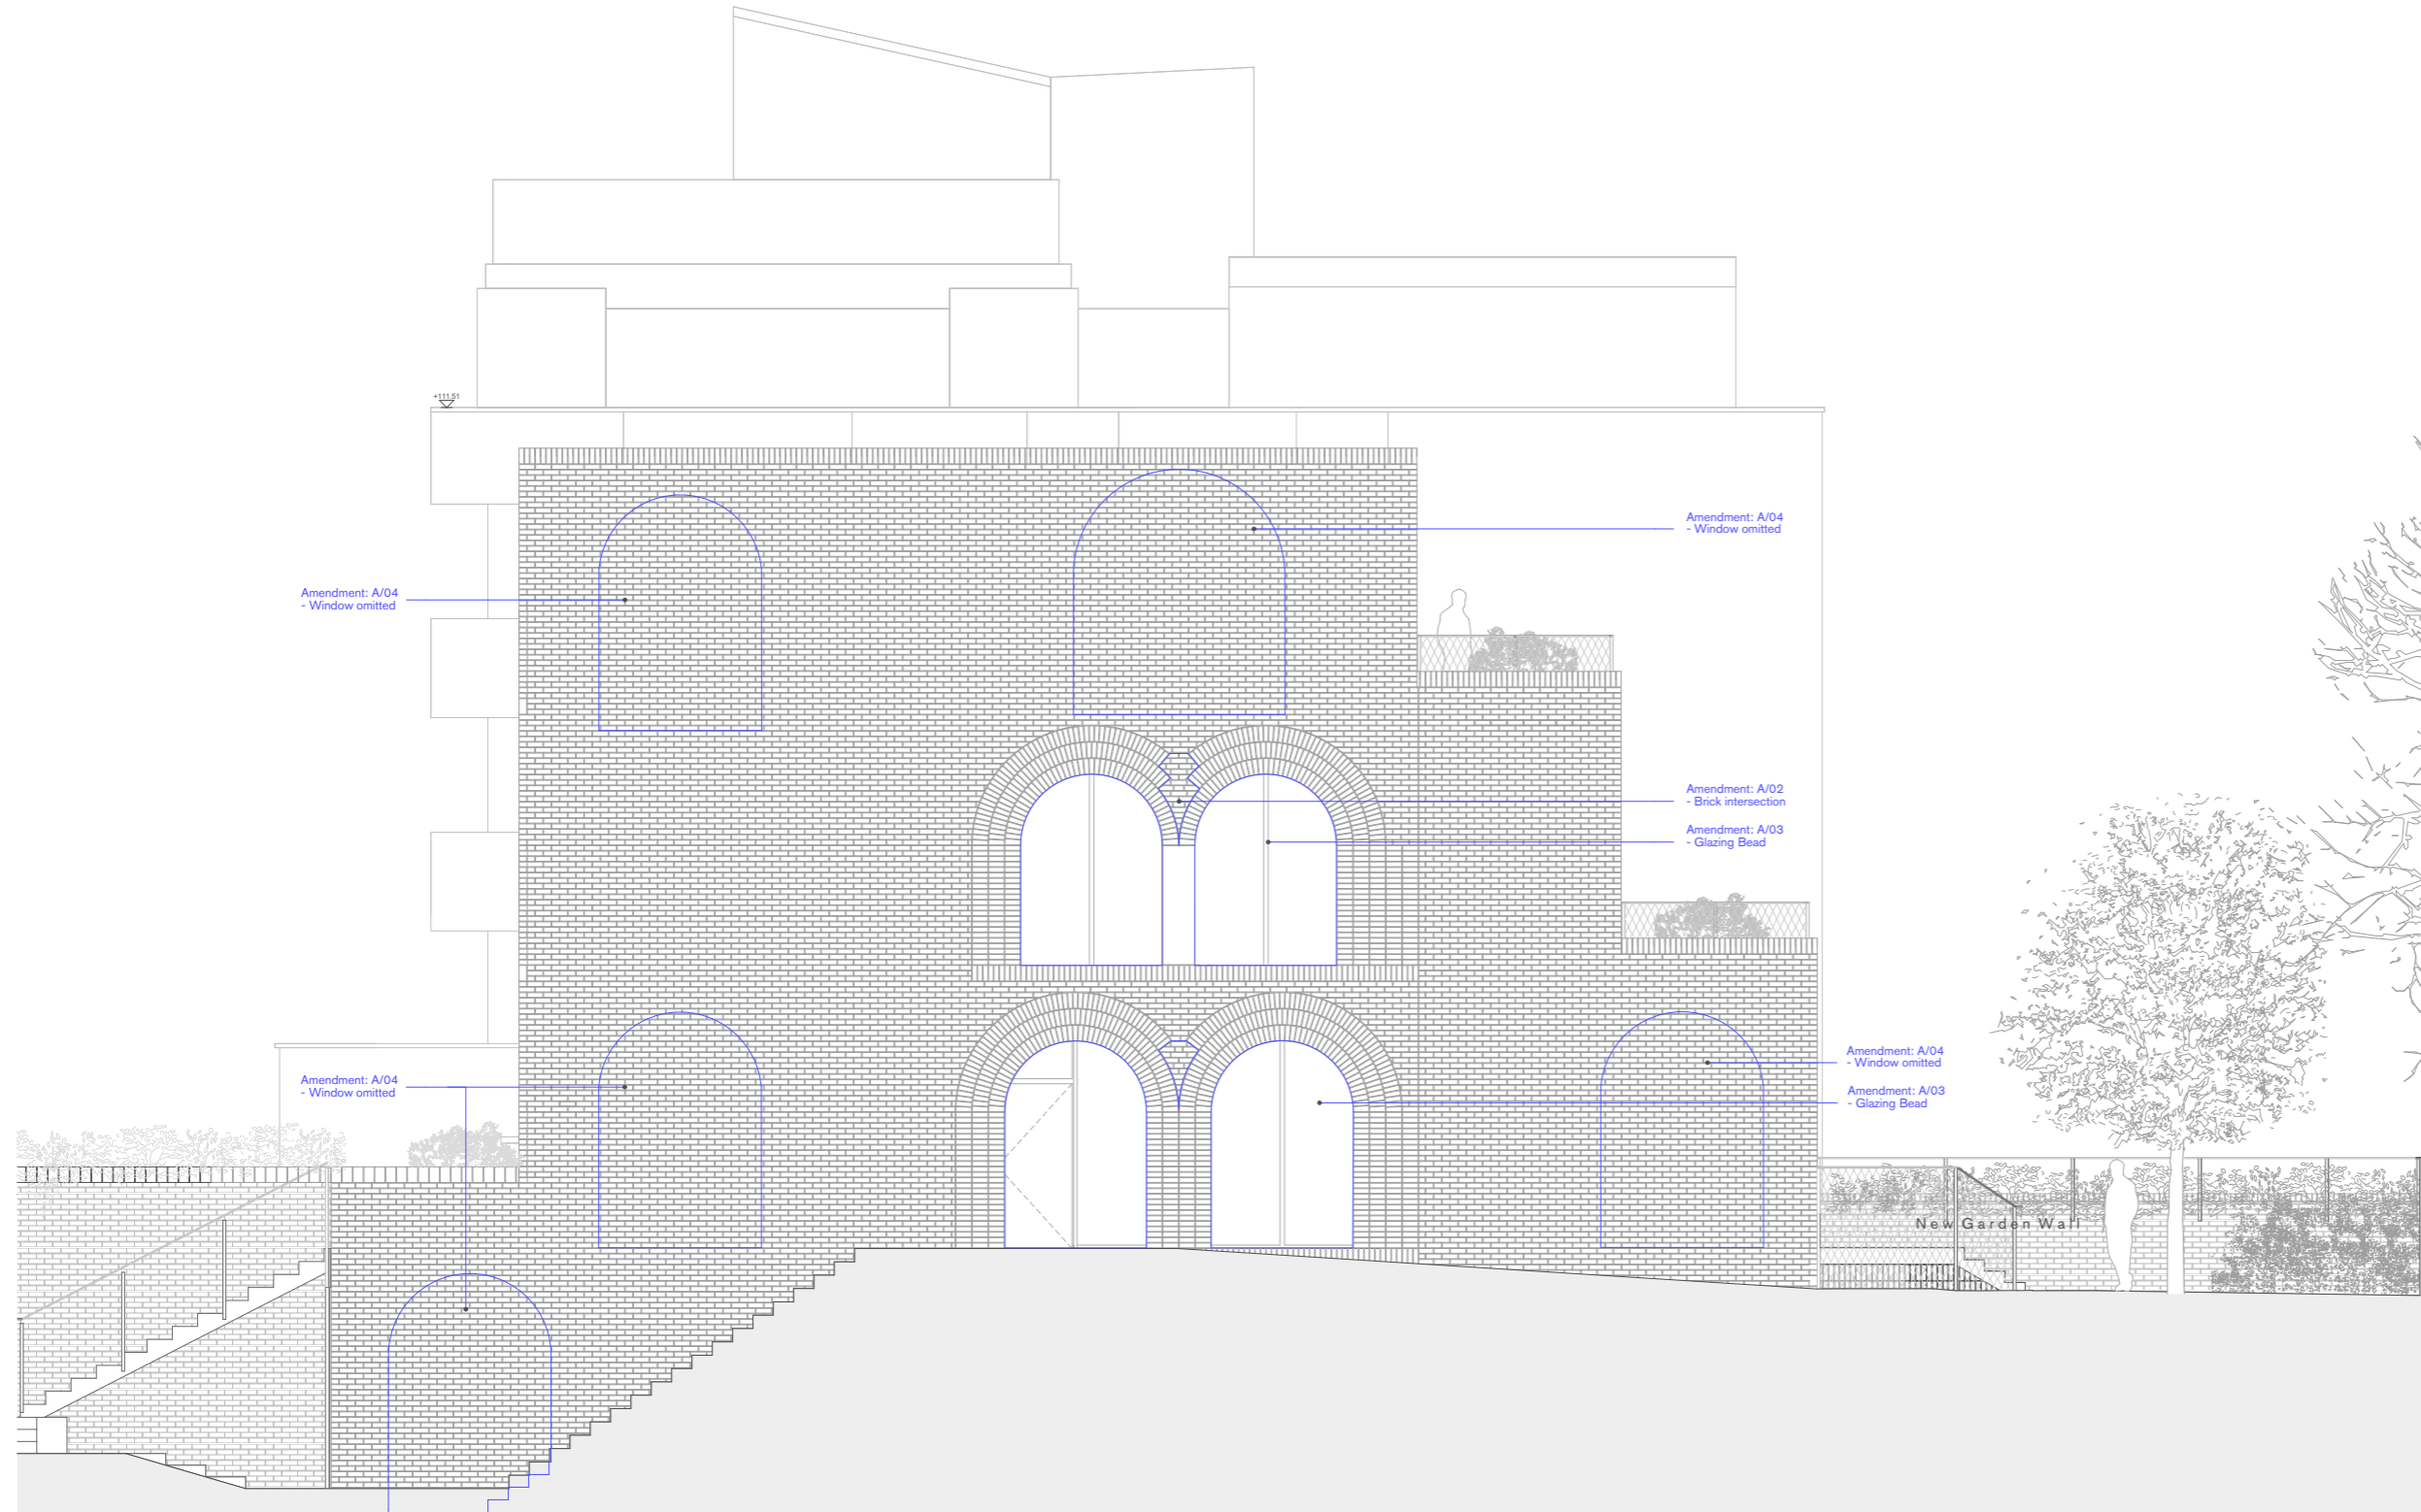 +111.51
Amendment: A/04
- Window omitted
Amendment: A/04
- Window omitted
Amendment: A/02
- Brick intersection
Amendment: A/03
- Glazing Bead
Amendment: A/04
- Window omitted
Amendment: A/04
- Window omitted
Amendment: A/03
- Glazing Bead
New Garden Wall